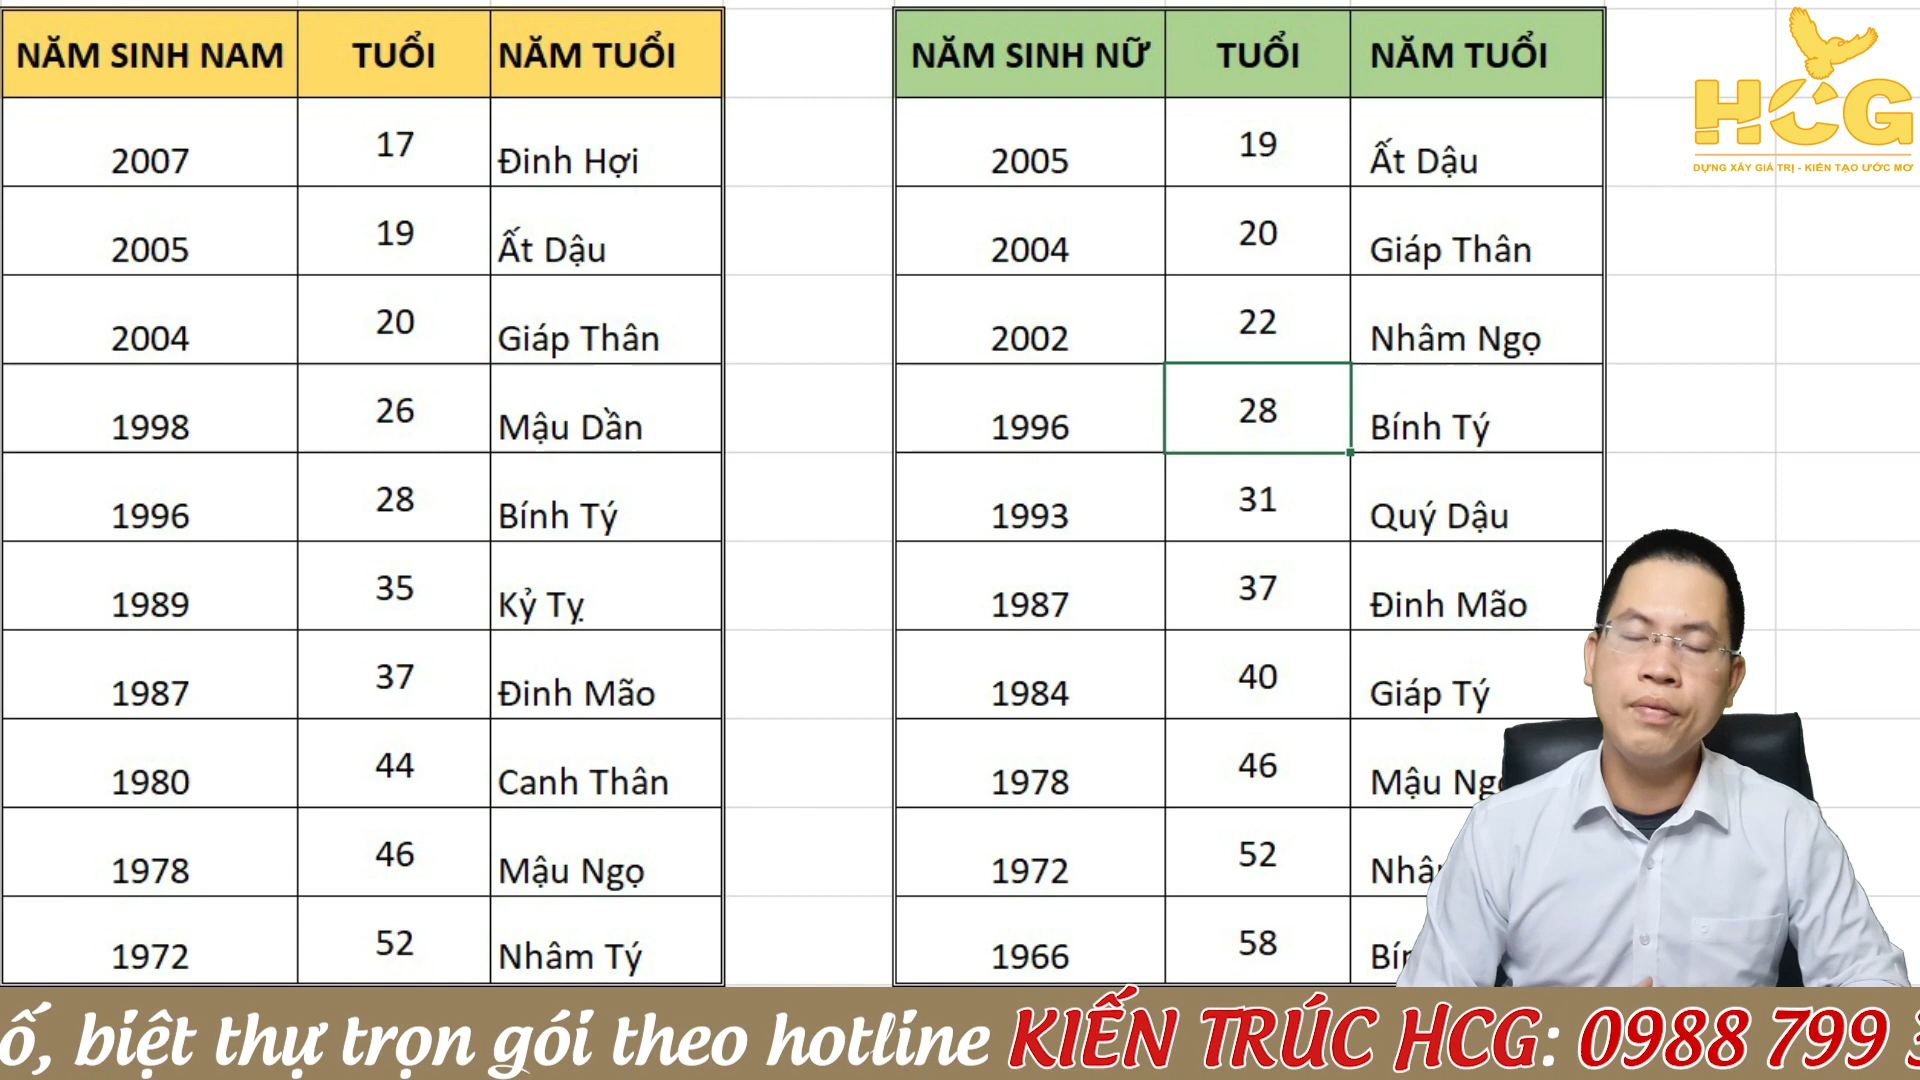 NĂM SINH NAM TUỔI NĂM TUỔI
2007 17 Đinh Hợi
2005 19 Ất Dậu
2004 20 Giáp Thân
1998 26 Mậu Dần
1996 28 Bính Tý
1989 35 Kỷ Tỵ
1987 37 Đinh Mão
1980 44 Canh Thân
1978 46 Mậu Ngọ
1972 52 Nhâm Tý
NĂM SINH NỮ TUỔI NĂM TUỔI
2005 19 Ất Dậu
2004 20 Giáp Thân
2002 22 Nhâm Ngọ
1996 28 Bính Tý
1993 31 Quý Dậu
1987 37 Đinh Mão
1984 40 Giáp Tý
1978 46 Mậu
1972 52
1966 58
HCG
DỰNG XÂY GIÁ TRỊ - KIẾN TẠO ƯỚC MƠ
biệt thự trọn gói theo hotline KIẾN TRÚC HCG: 0988 799